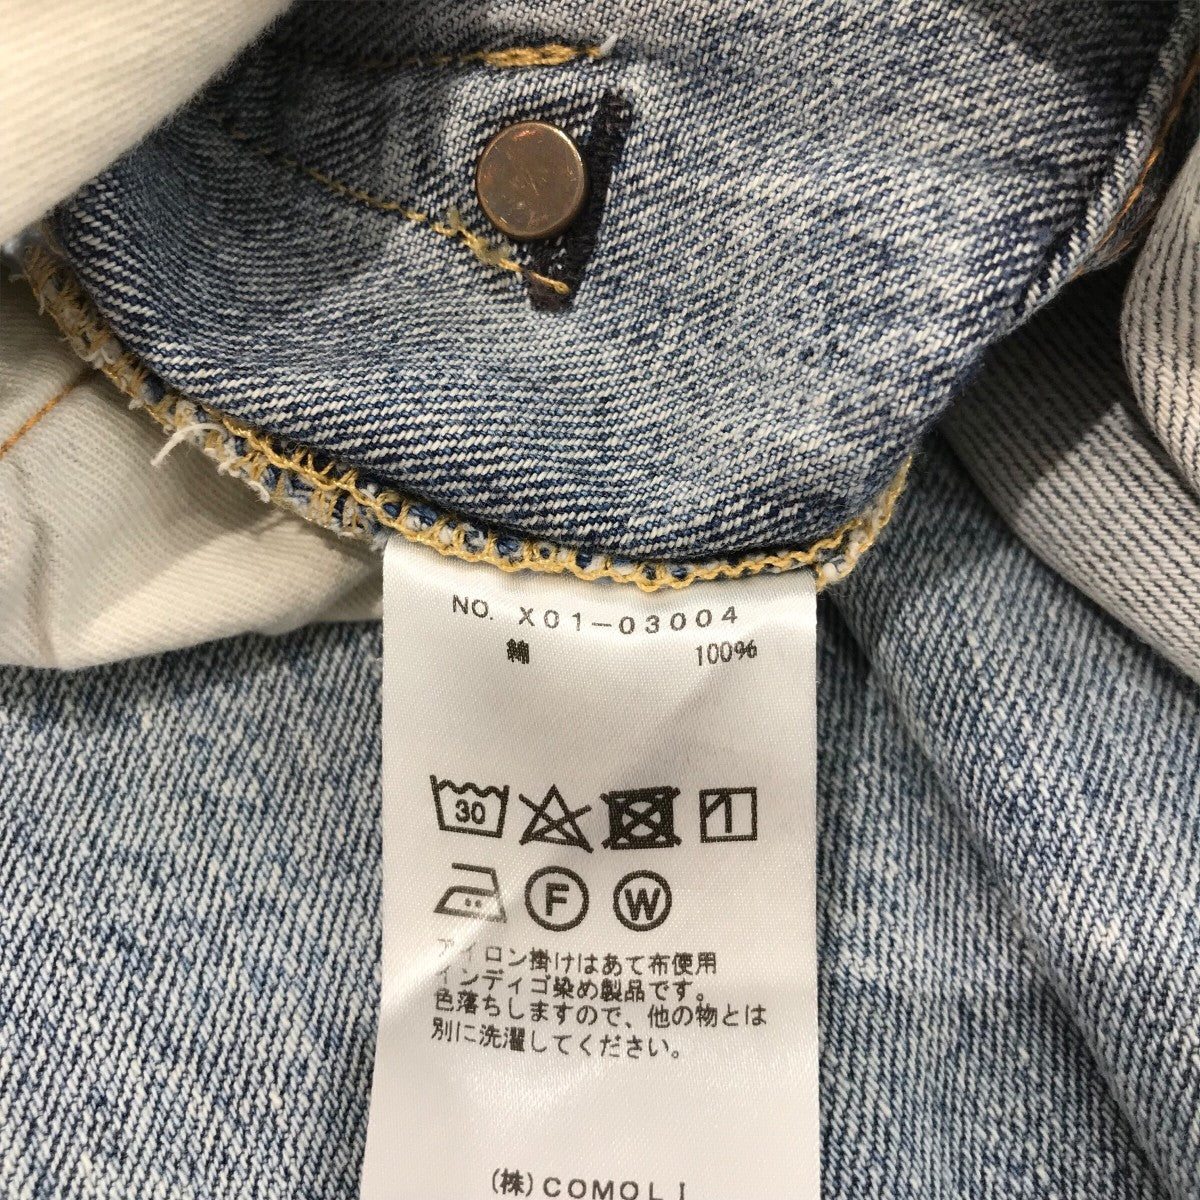 NO. X01-03004
綿 100%
30
F W
アイロン掛けはあて布使用
インディゴ染め製品です。
色落ちしますので、他の物とは
別に洗濯してください。
(株)COMOLI